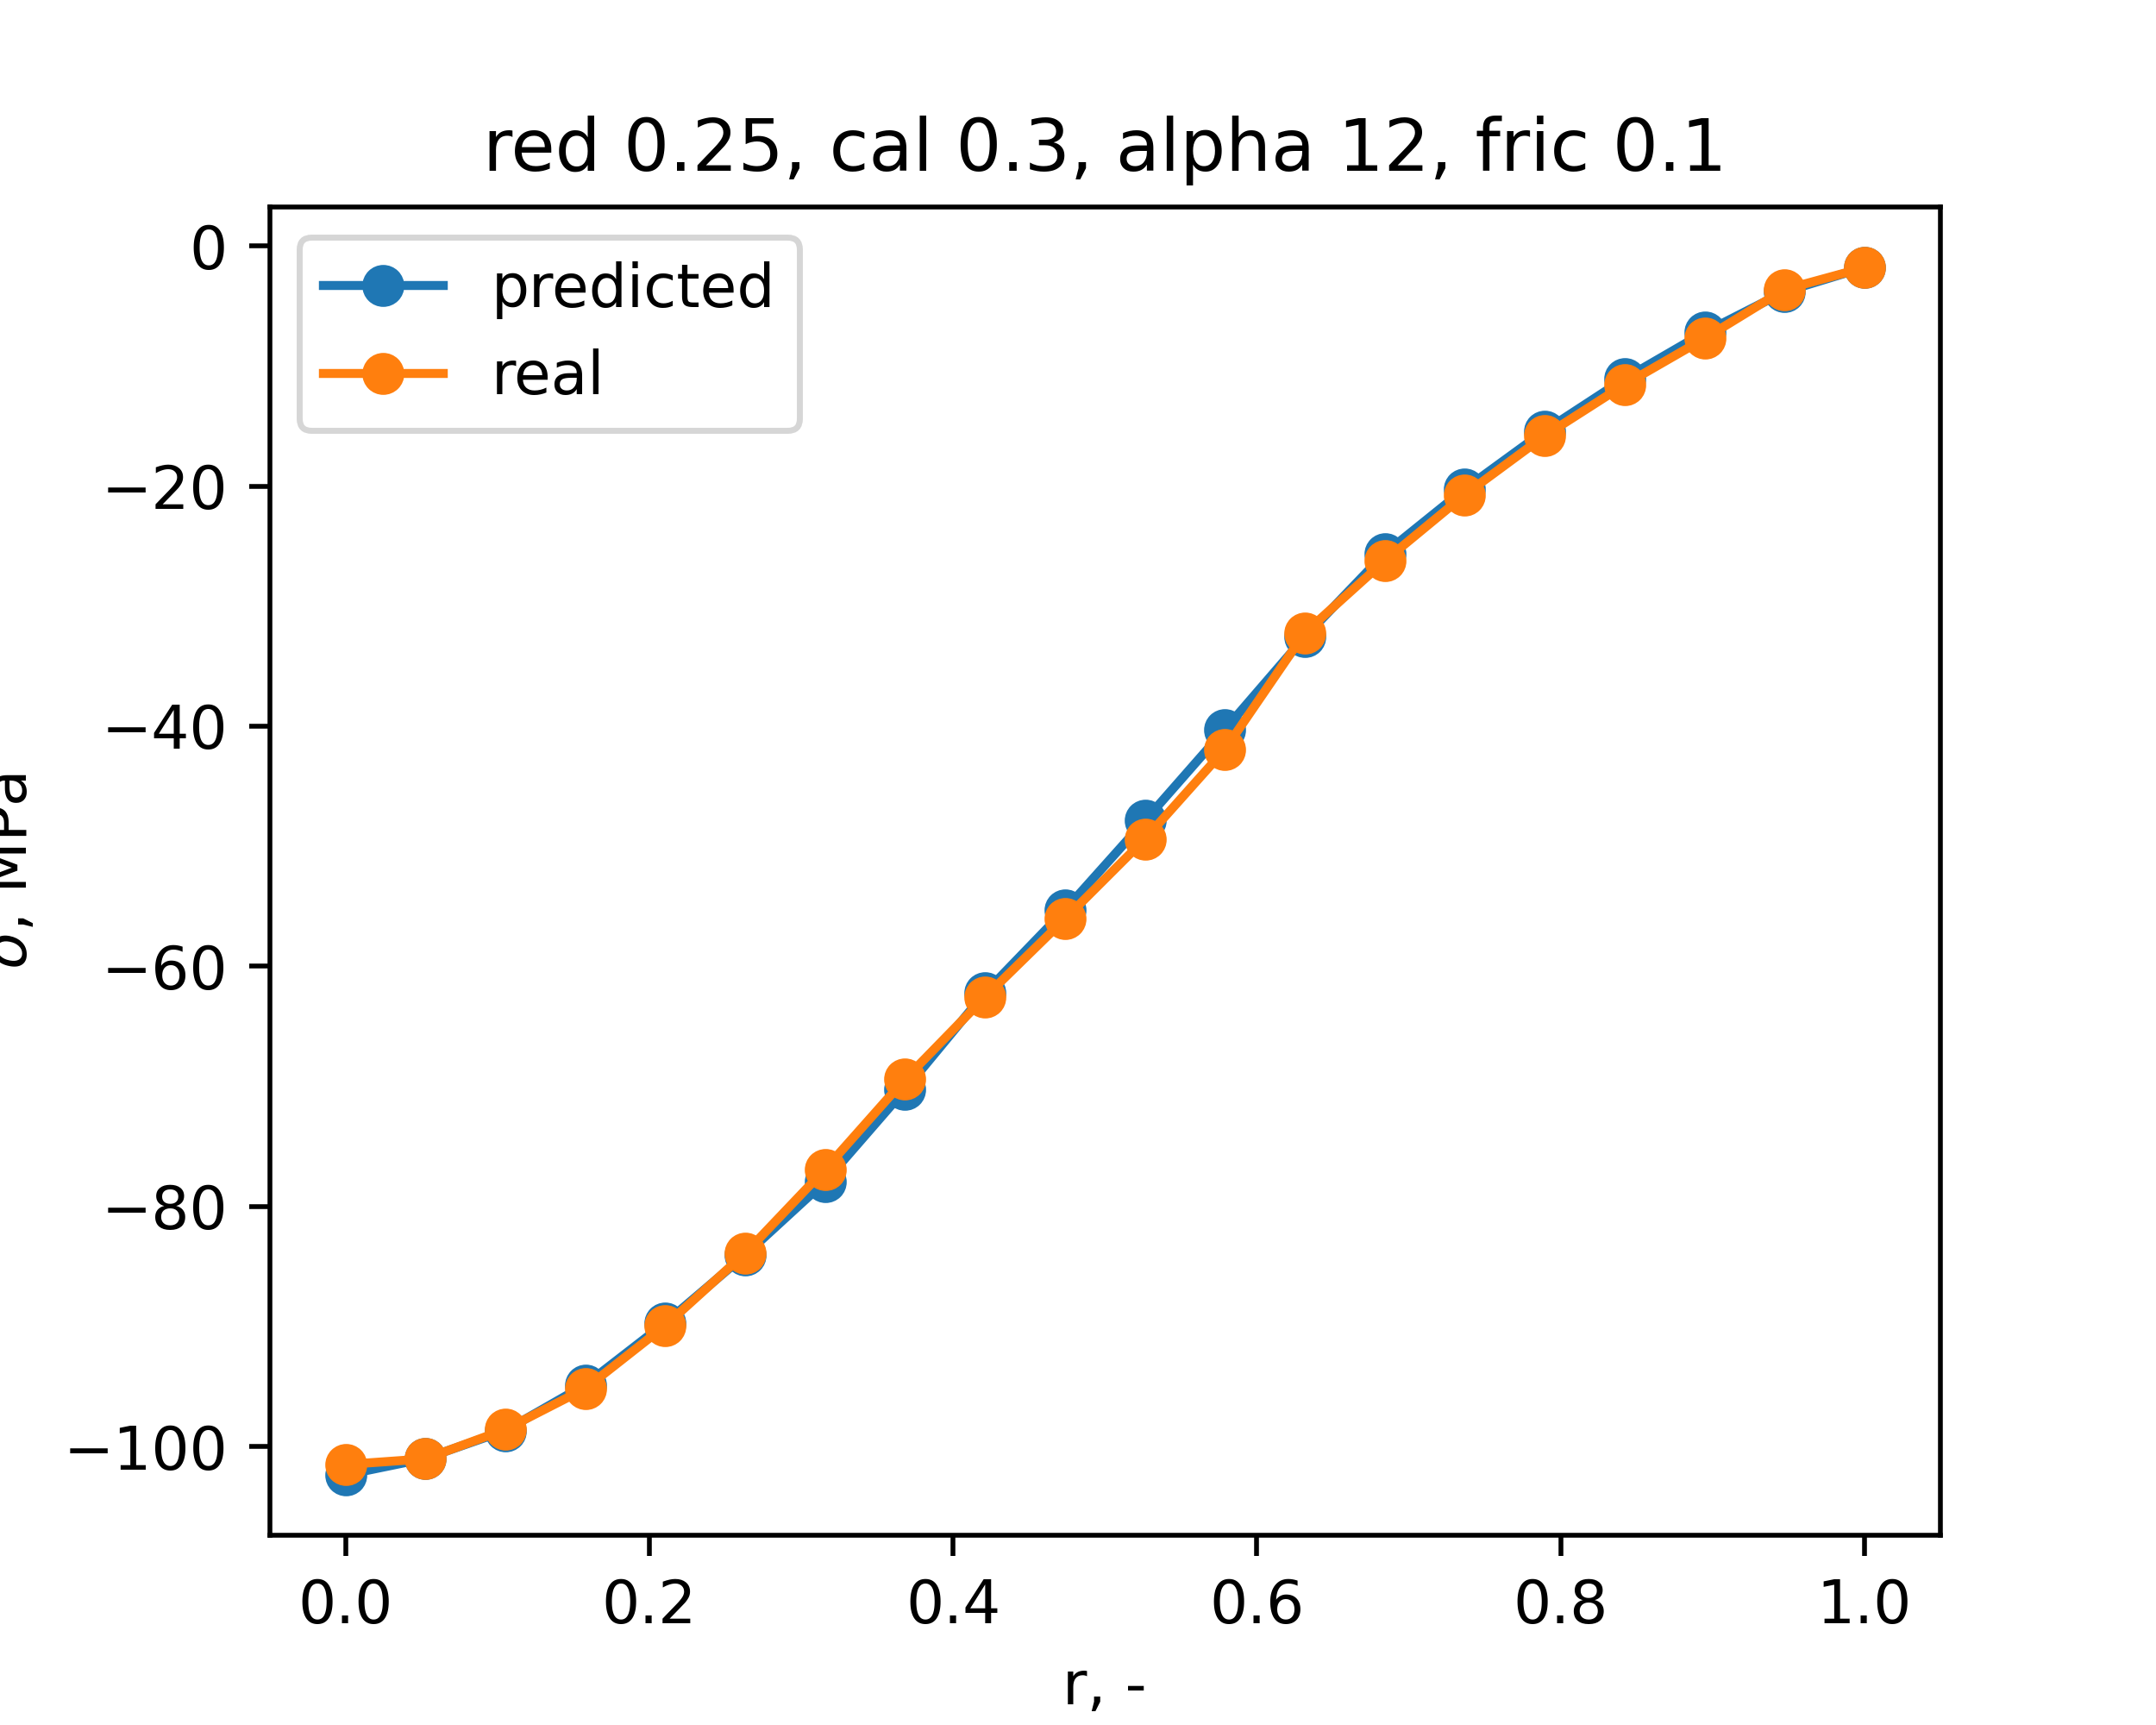 red 0.25, cal 0.3, alpha 12, fric 0.1
predicted
real
0
−20
−40
−60
−80
−100
, MPa
0.0 0.2 0.4 0.6 0.8 1.0
r, -